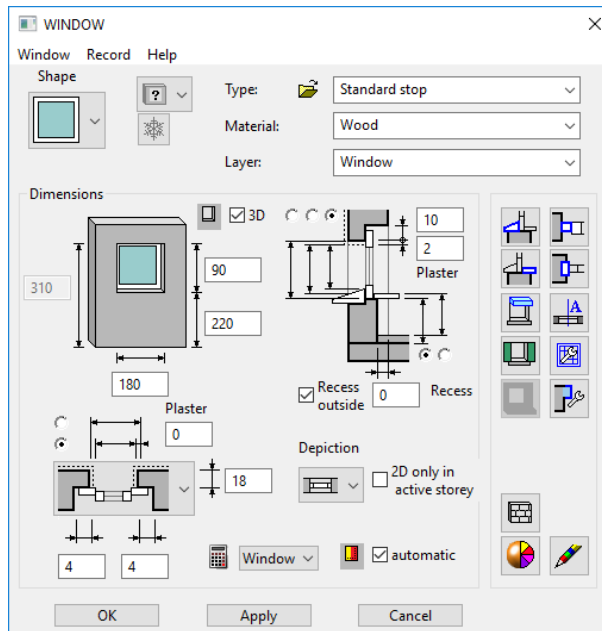 WINDOW
Window Record Help
Shape
?
Type: Standard stop
Material: Wood
Layer: Window
Dimensions
3D
10
2
Plaster
310
90
220
180
Recess outside 0 Recess
Plaster
0
Depiction
18
2D only in active storey
4 4
Window
automatic
A
OK Apply Cancel